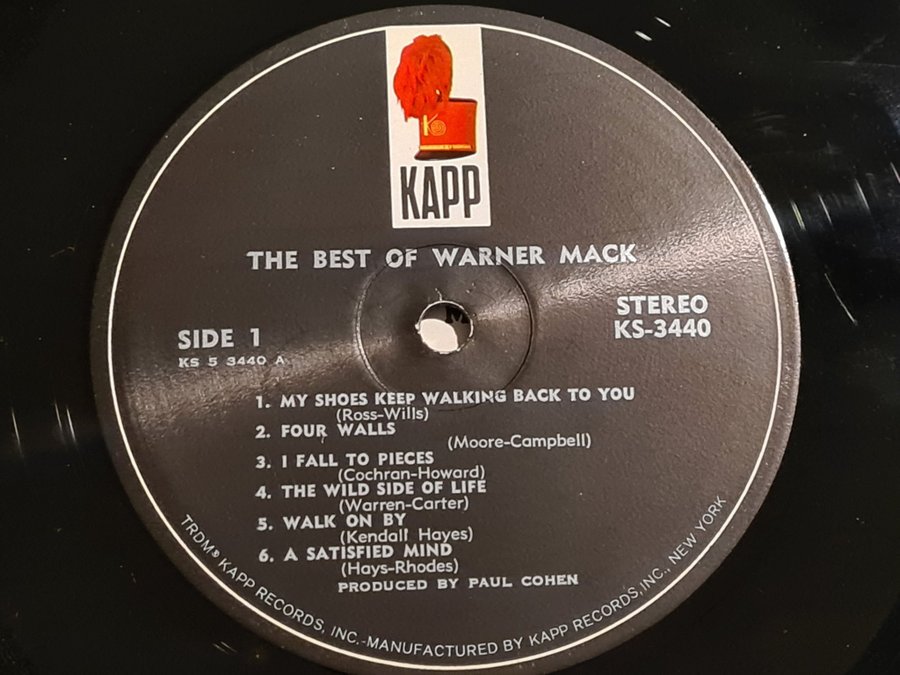 K
KAPP
THE BEST OF WARNER MACK
STEREO
KS-3440
SIDE 1
KS 5 3440 A
1. MY SHOES KEEP WALKING BACK TO YOU
(Ross-Wills)
2. FOUR WALLS
(Moore-Campbell)
3. I FALL TO PIECES
(Cochran-Howard)
4. THE WILD SIDE OF LIFE
(Warren-Carter)
5. WALK ON BY
(Kendall Hayes)
6. A SATISFIED MIND
(Hays-Rhodes)
PRODUCED BY PAUL COHEN
TRDM® KAPP RECORDS, INC.-MANUFACTURED BY KAPP RECORDS, INC., NEW YORK